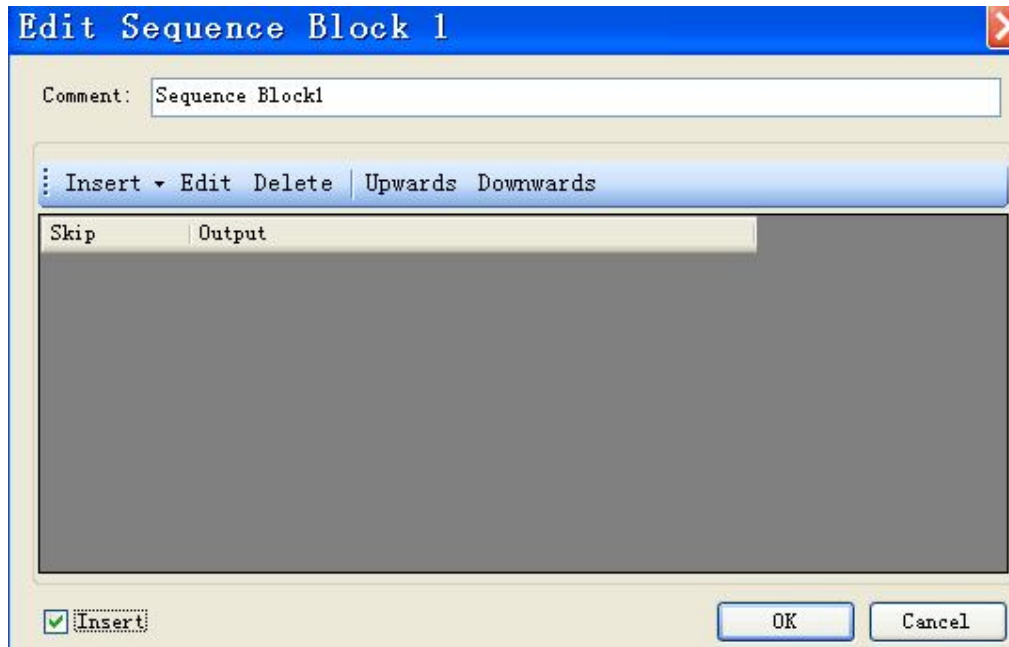 Edit Sequence Block 1
Comment: Sequence Block1
Insert Edit Delete Upwards Downwards
Skip Output
Insert OK Cancel